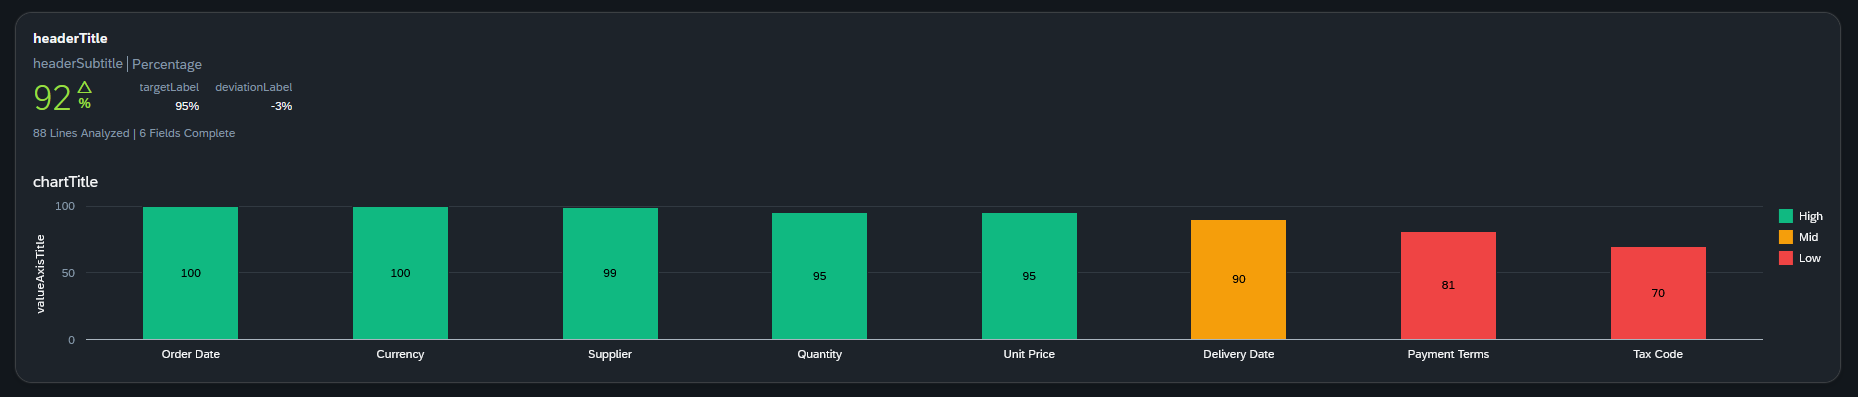 headerTitle
headerSubtitle | Percentage
92 %
targetLabel deviationLabel
95% -3%
88 Lines Analyzed | 6 Fields Complete
chartTitle
valueAxisTitle
100
50
0
100 100 99 95 95 90 81 70
Order Date Currency Supplier Quantity Unit Price Delivery Date Payment Terms Tax Code
High
Mid
Low